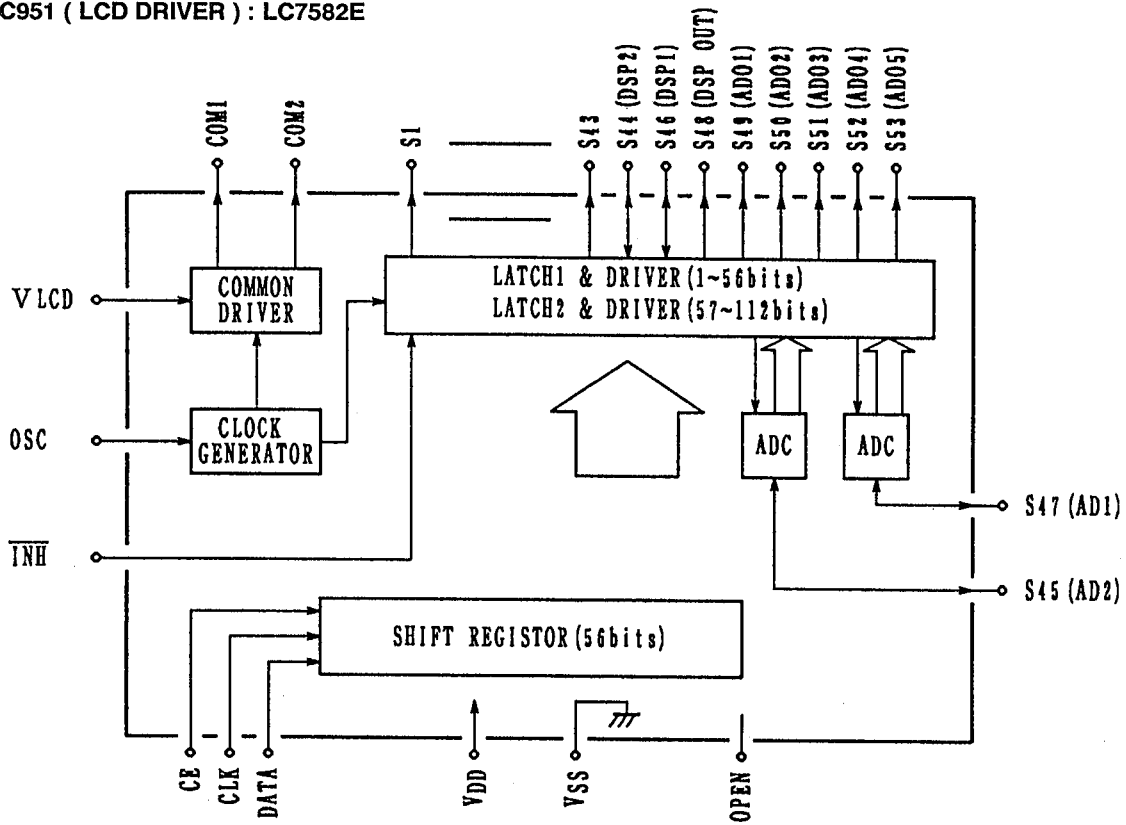 C951 ( LCD DRIVER ) : LC7582E
COM1
COM2
S1
S43
S44 (DSP2)
S46 (DSP1)
S48 (DSP OUT)
S49 (ADO1)
S50 (ADO2)
S51 (ADO3)
S52 (ADO4)
S53 (ADO5)
VLCD
COMMON
DRIVER
LATCH1 & DRIVER (1~56bits)
LATCH2 & DRIVER (57~112bits)
OSC
CLOCK
GENERATOR
ADC
ADC
S47 (AD1)
INH
S45 (AD2)
SHIFT REGISTOR (56bits)
CE
CLK
DATA
VDD
VSS
OPEN